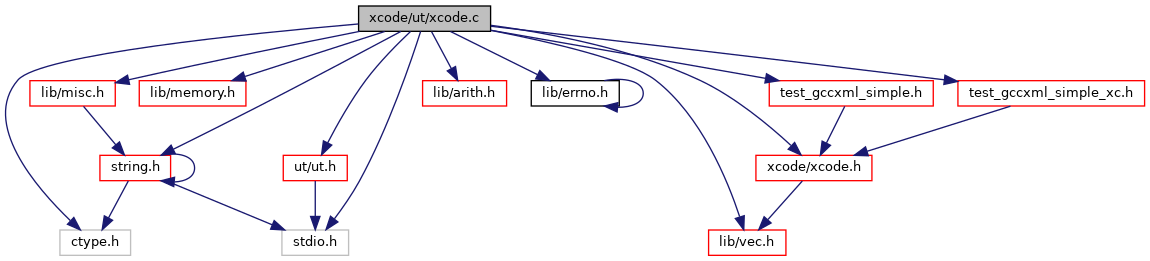 xcode/ut/xcode.c
lib/misc.h
lib/memory.h
lib/arith.h
lib/errno.h
test_gccxml_simple.h
test_gccxml_simple_xc.h
string.h
ut/ut.h
xcode/xcode.h
ctype.h
stdio.h
lib/vec.h